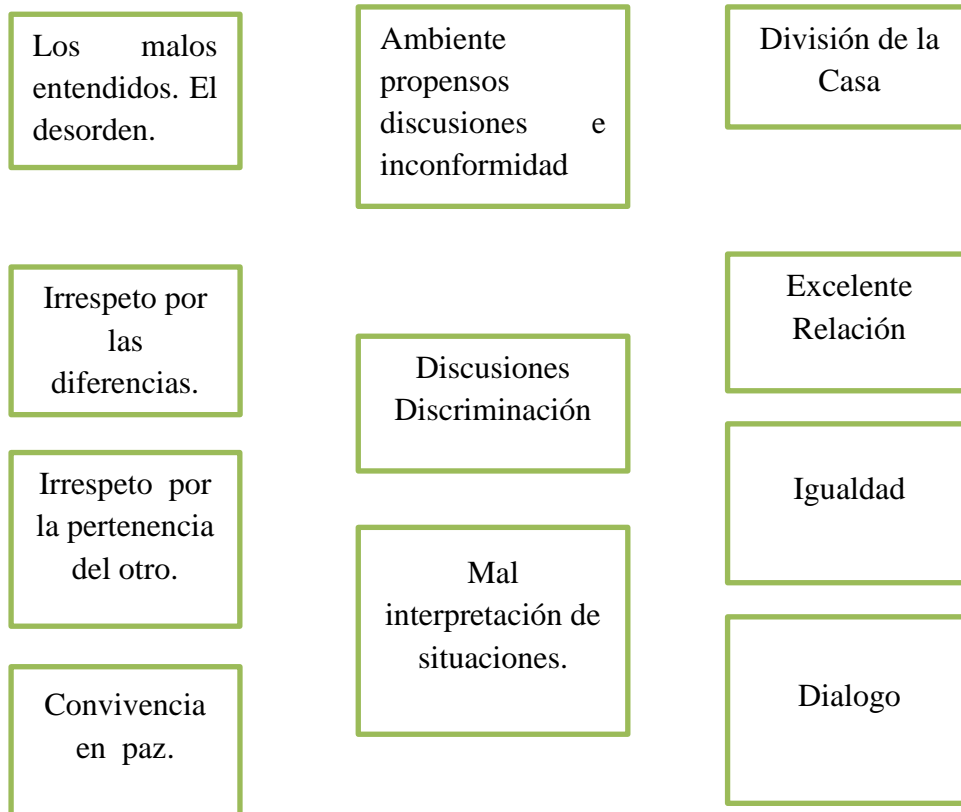 Los malos
entendidos. El
desorden.
Ambiente
propensos
discusiones e
inconformidad
División de la
Casa
Irrespeto por
las
diferencias.
Discusiones
Discriminación
Excelente
Relación
Irrespeto por
la pertenencia
del otro.
Igualdad
Mal
interpretación de
situaciones.
Convivencia
en paz.
Dialogo